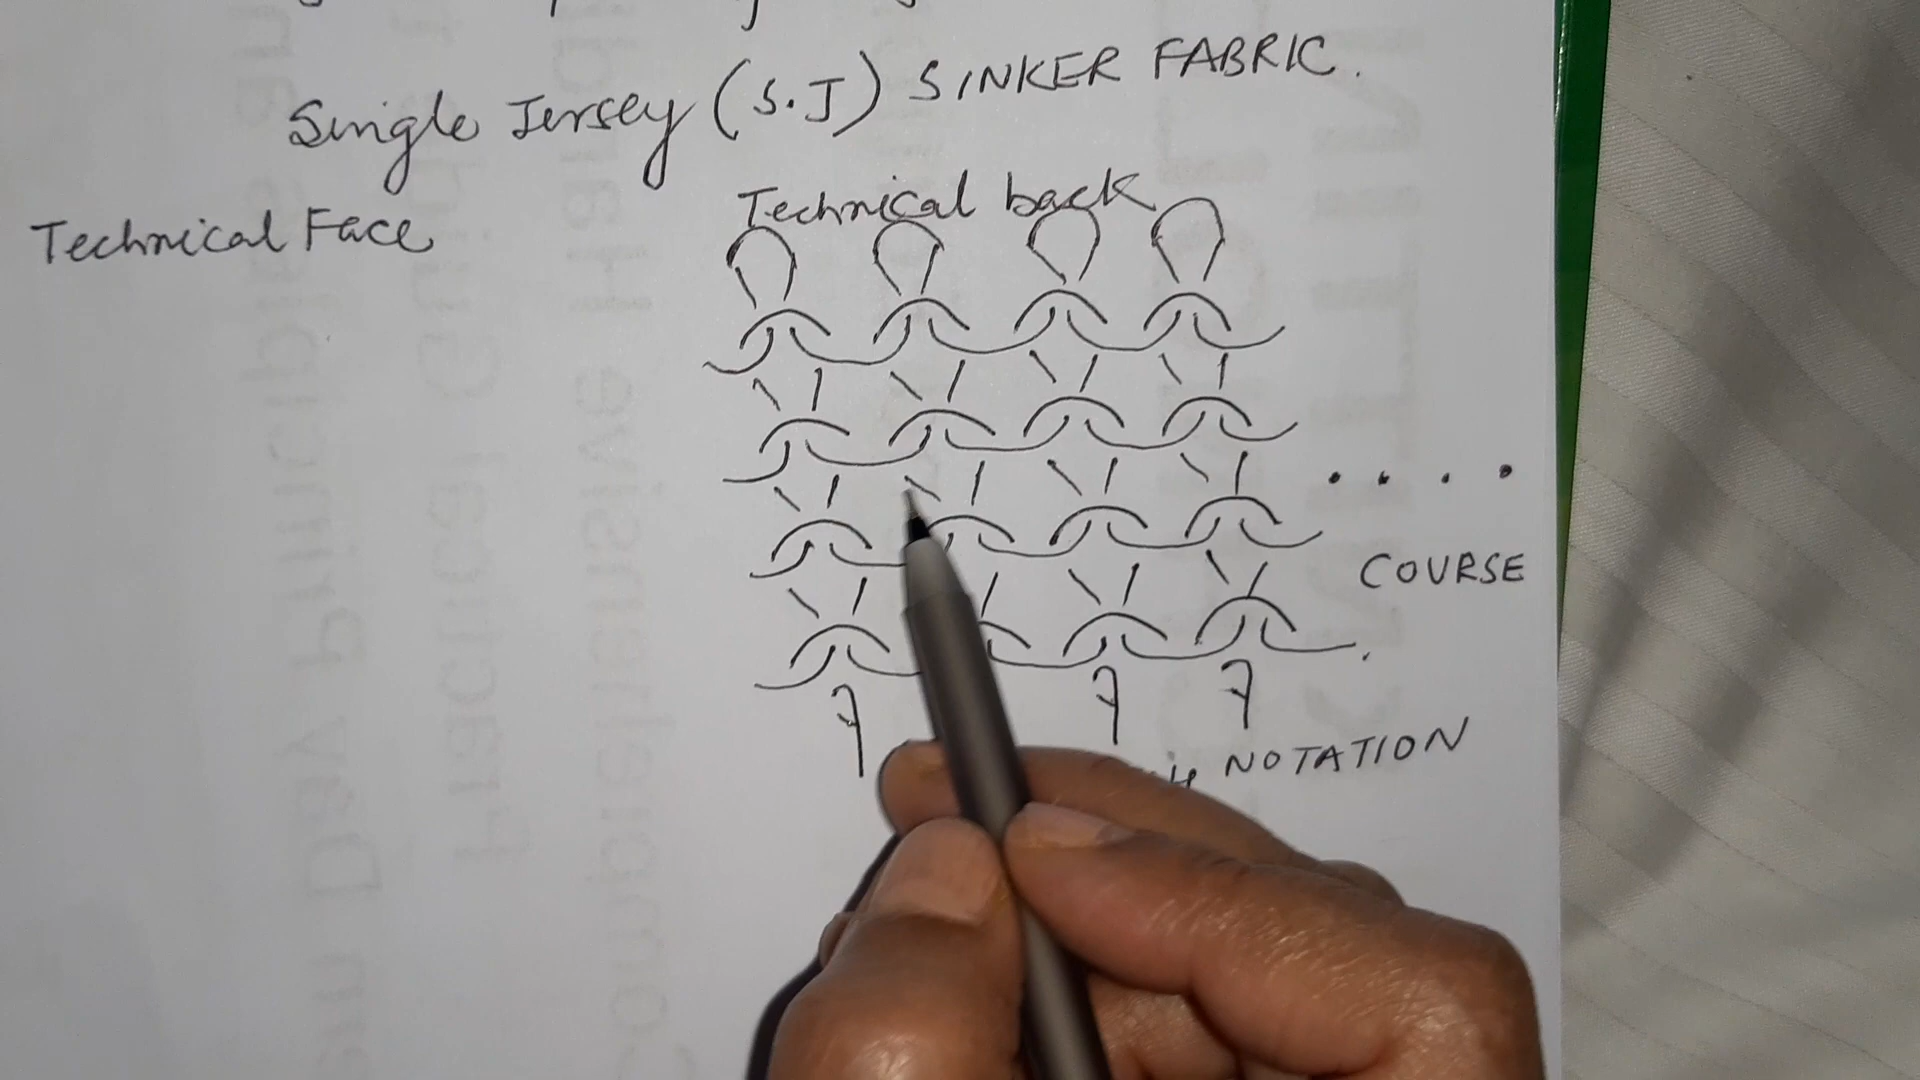 Single Jersey (S.J) SINKER FABRIC.
Technical Face
Technical back
COURSE
NOTATION